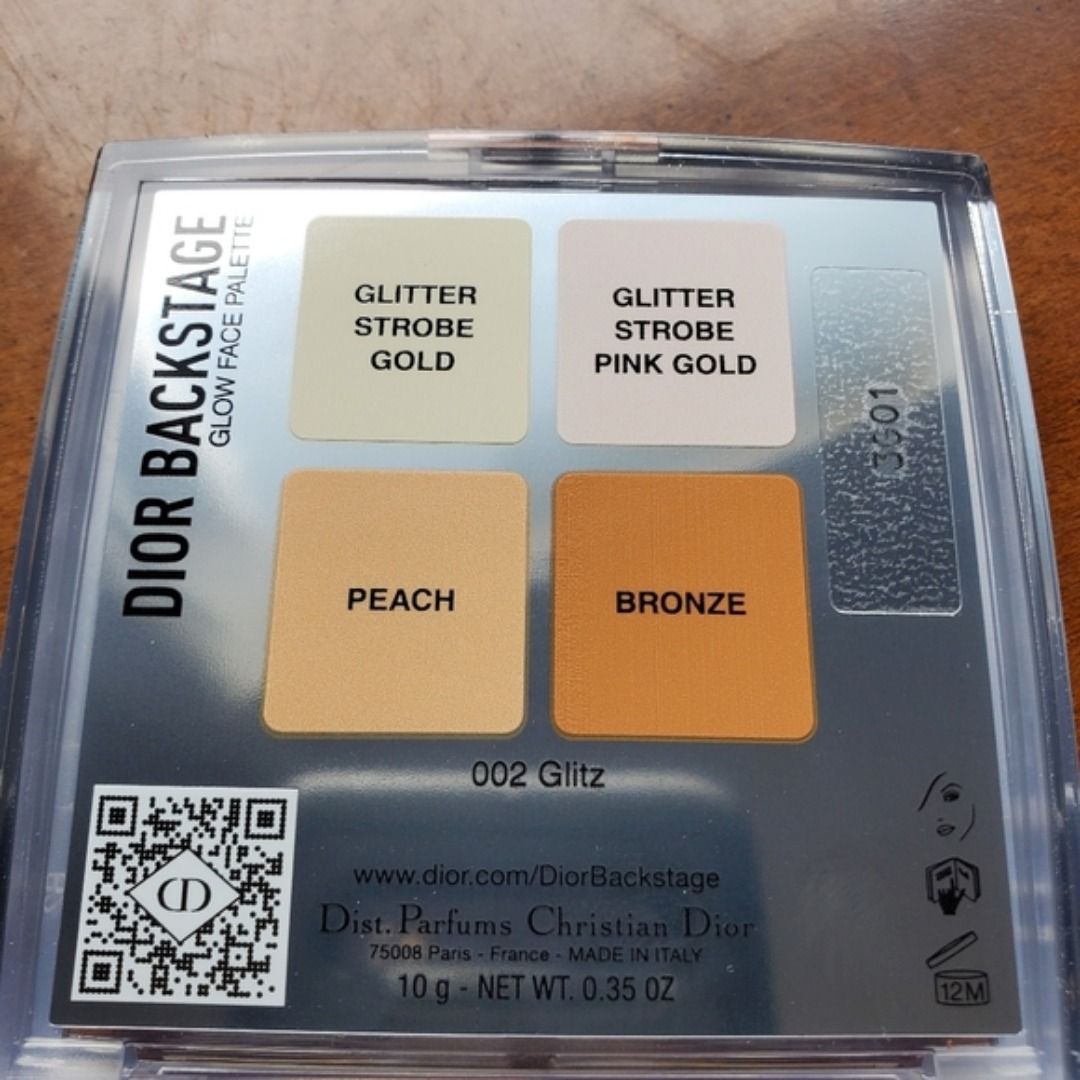 DIOR BACKSTAGE
GLOW FACE PALETTE
GLITTER
STROBE
GOLD
GLITTER
STROBE
PINK GOLD
3G01
PEACH
BRONZE
002 Glitz
CD
www.dior.com/DiorBackstage
Dist. Parfums Christian Dior
75008 Paris - France - MADE IN ITALY
10 g - NET WT. 0.35 OZ
12M